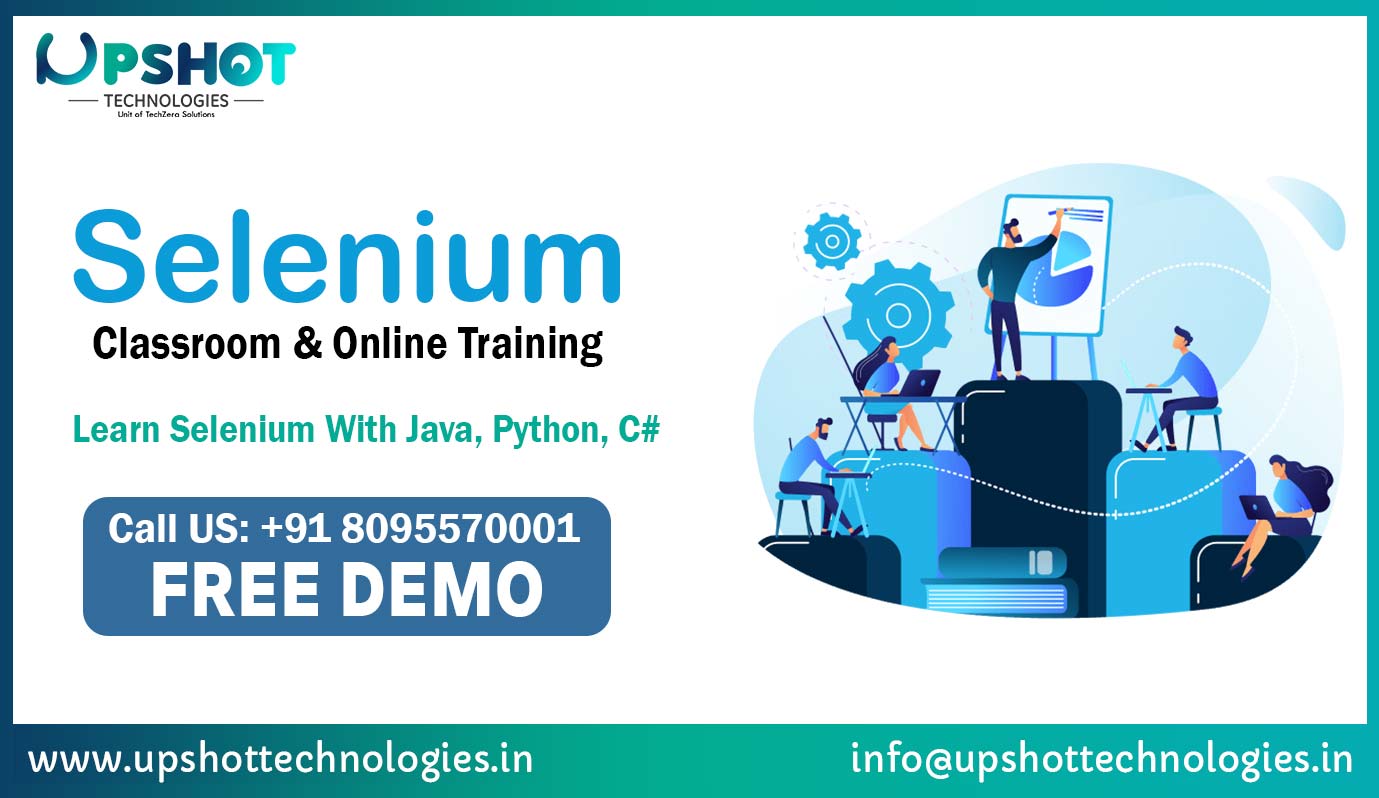 UPSHOT
TECHNOLOGIES
Unit of TechZera Solutions
Selenium
Classroom & Online Training
Learn Selenium With Java, Python, C#
Call US: +91 8095570001
FREE DEMO
www.upshottechnologies.in
info@upshottechnologies.in